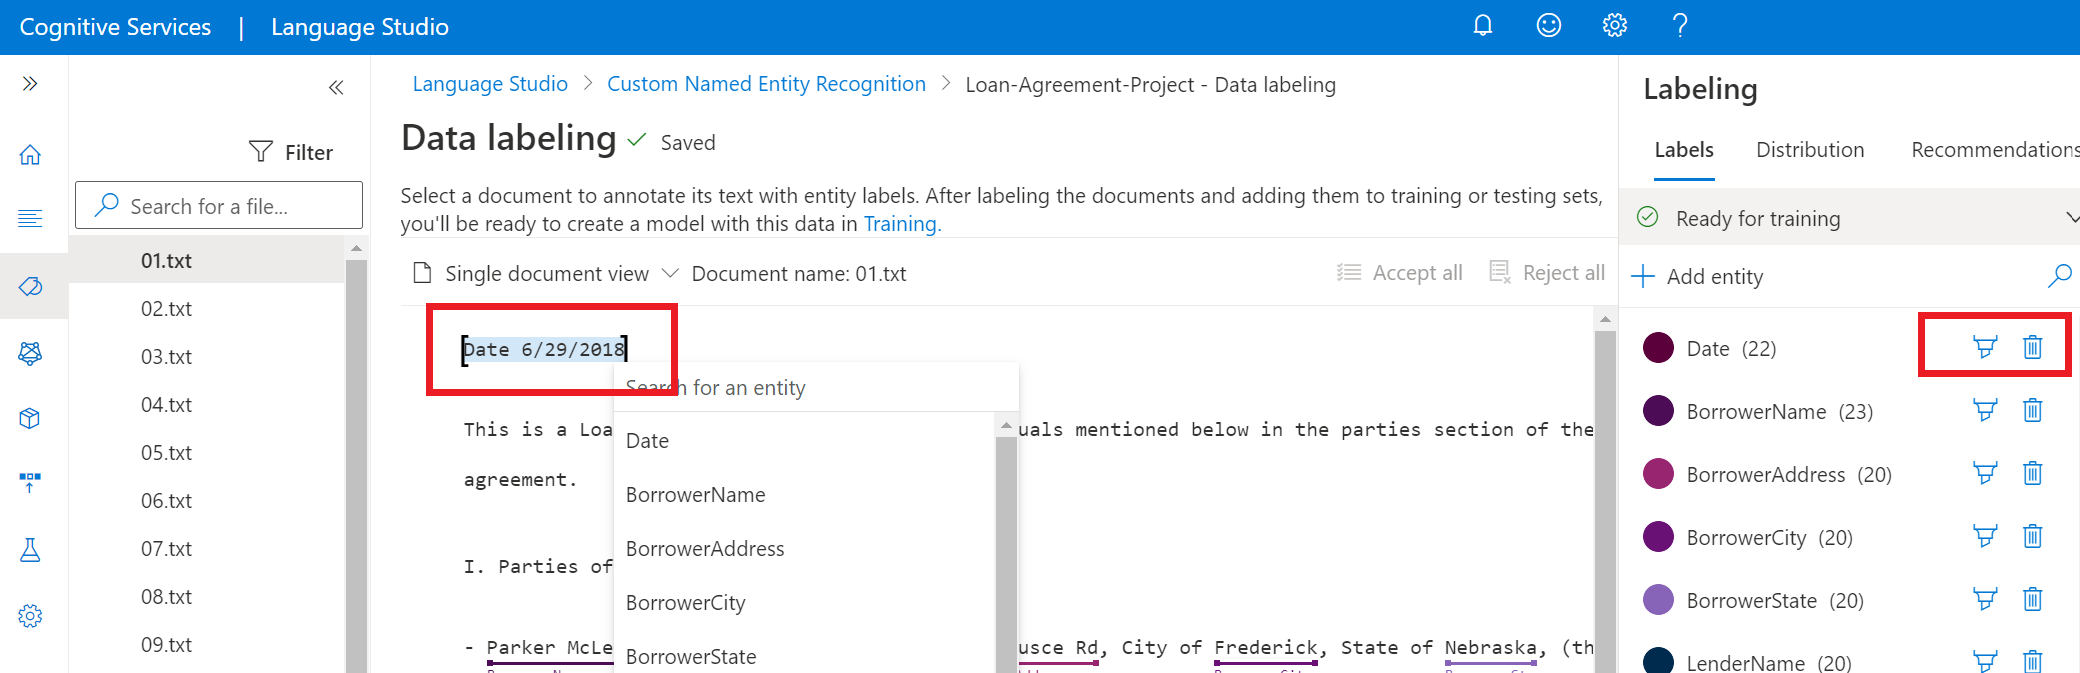 Cognitive Services | Language Studio
Filter
Search for a file...
01.txt
02.txt
03.txt
04.txt
05.txt
06.txt
07.txt
08.txt
09.txt
Language Studio > Custom Named Entity Recognition > Loan-Agreement-Project - Data labeling
Data labeling Saved
Select a document to annotate its text with entity labels. After labeling the documents and adding them to training or testing sets,
you'll be ready to create a model with this data in Training.
Single document view Document name: 01.txt Accept all Reject all
Date 6/29/2018
Search for an entity
Date
BorrowerName
BorrowerAddress
BorrowerCity
BorrowerState
This is a Loa uals mentioned below in the parties section of the
agreement.
I. Parties of
- Parker McLe usce Rd, City of Frederick, State of Nebraska, (th
Labeling
Labels Distribution Recommendations
Ready for training
Add entity
Date (22)
BorrowerName (23)
BorrowerAddress (20)
BorrowerCity (20)
BorrowerState (20)
LenderName (20)